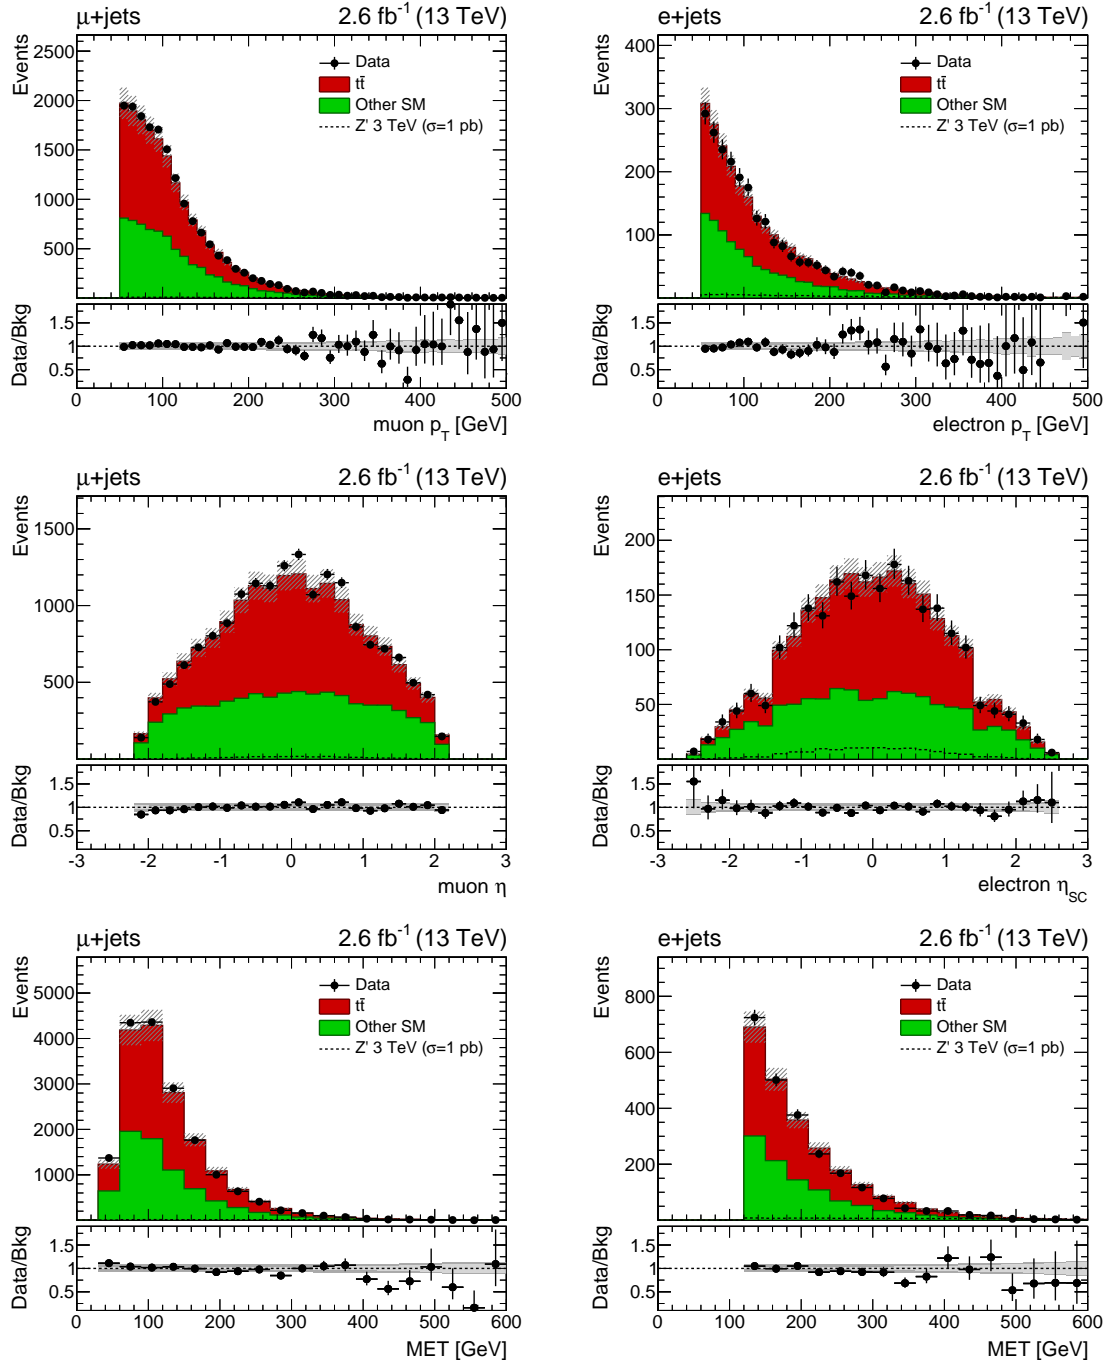 μ+jets 2.6 fb⁻¹ (13 TeV)
Events
2500
2000
1500
1000
500
Data
tt̄
Other SM
Z' 3 TeV (σ=1 pb)
Data/Bkg
1.5
1
0.5
0 100 200 300 400 500
muon p_T [GeV]
e+jets 2.6 fb⁻¹ (13 TeV)
Events
400
300
200
100
Data
tt̄
Other SM
Z' 3 TeV (σ=1 pb)
Data/Bkg
1.5
1
0.5
0 100 200 300 400 500
electron p_T [GeV]
μ+jets 2.6 fb⁻¹ (13 TeV)
Events
1500
1000
500
Data/Bkg
1.5
1
0.5
-3 -2 -1 0 1 2 3
muon η
e+jets 2.6 fb⁻¹ (13 TeV)
Events
200
150
100
50
Data/Bkg
1.5
1
0.5
-3 -2 -1 0 1 2 3
electron η_SC
μ+jets 2.6 fb⁻¹ (13 TeV)
Events
5000
4000
3000
2000
1000
Data
tt̄
Other SM
Z' 3 TeV (σ=1 pb)
Data/Bkg
1.5
1
0.5
0 100 200 300 400 500 600
MET [GeV]
e+jets 2.6 fb⁻¹ (13 TeV)
Events
800
600
400
200
Data
tt̄
Other SM
Z' 3 TeV (σ=1 pb)
Data/Bkg
1.5
1
0.5
0 100 200 300 400 500 600
MET [GeV]